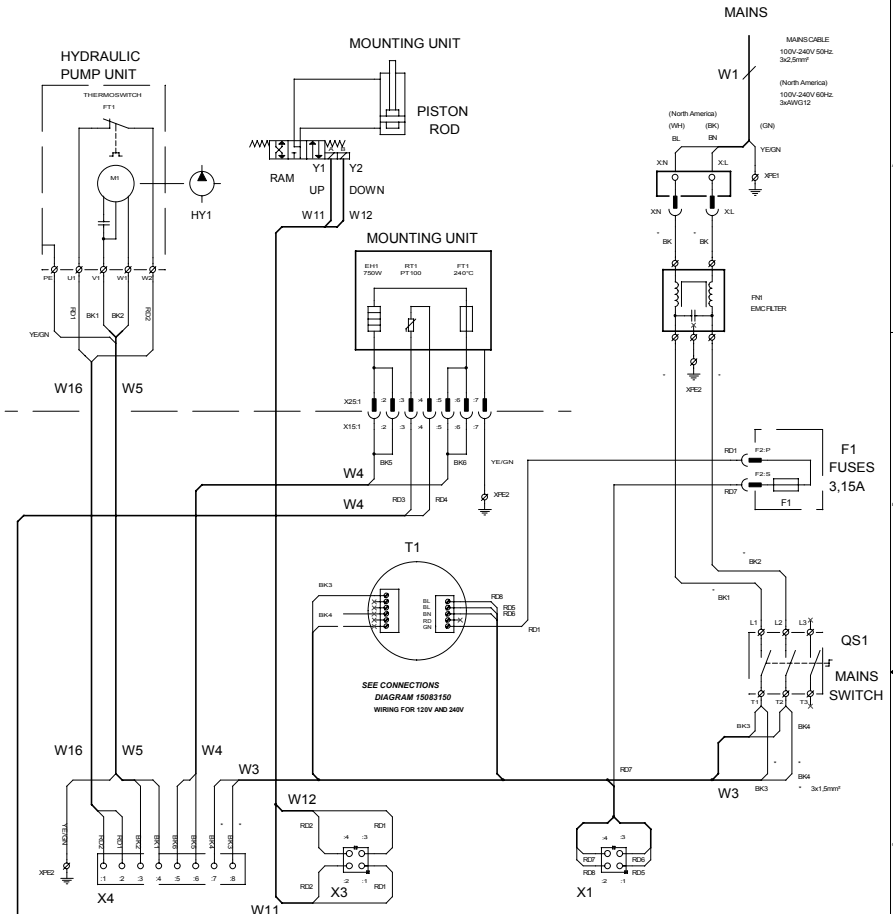 MAINS
MAINS CABLE
100V-240V 50Hz.
3x2,5mm²
(North America)
100V-240V 60Hz.
3xAWG12
W1
(North America)
(WH) (BK) (GN)
BL BN YE/GN
X:N X:L XPE1
X:N X:L
BK BK
FN1
EMC FILTER
XPE2
HYDRAULIC
PUMP UNIT
THERMOSWITCH
FT1
M1
HY1
PE U1 V1 W1 W2
RD1 BK1 BK2 RD2
YE/GN
W16 W5
MOUNTING UNIT
PISTON
ROD
RAM
A B
Y1 Y2
UP DOWN
W11 W12
MOUNTING UNIT
EH1 RT1 FT1
750W PT100 240°C
X25:1 :2 :3 :4 :5 :6 :7
X15:1 :2 :3 :4 :5 :6 :7
BK5 BK6 YE/GN
W4
W4
RD3 RD4
XPE2
RD1 F2:P
RD7 F2:S
F1
F1
FUSES
3,15A
T1
BK3
BK4
BL
BL
BN
RD
GN
RD8
RD5
RD6
RD1
SEE CONNECTIONS
DIAGRAM 15083150
WIRING FOR 120V AND 240V
BK2
BK1
L1 L2 L3
QS1
MAINS
SWITCH
T1 T2 T3
BK3 BK4
BK4
BK3 * 3x1,5mm²
W3
RD7
W16 W5 W4
W3
YE/GN RD2 RD1 BK2 BK1 BK6 BK5 BK4 BK3
XPE2
:1 :2 :3 :4 :5 :6 :7 :8
X4
W12
RD2 :4 :3 RD1
RD2 :2 :1 RD1
X3
W11
:4 :3
RD7 RD6
RD8 RD5
:2 :1
X1